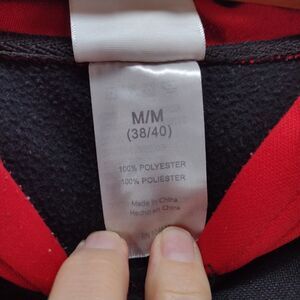 M/M
(38/40)
100% POLYESTER
100% POLIESTER
Made in China
Hecho en China